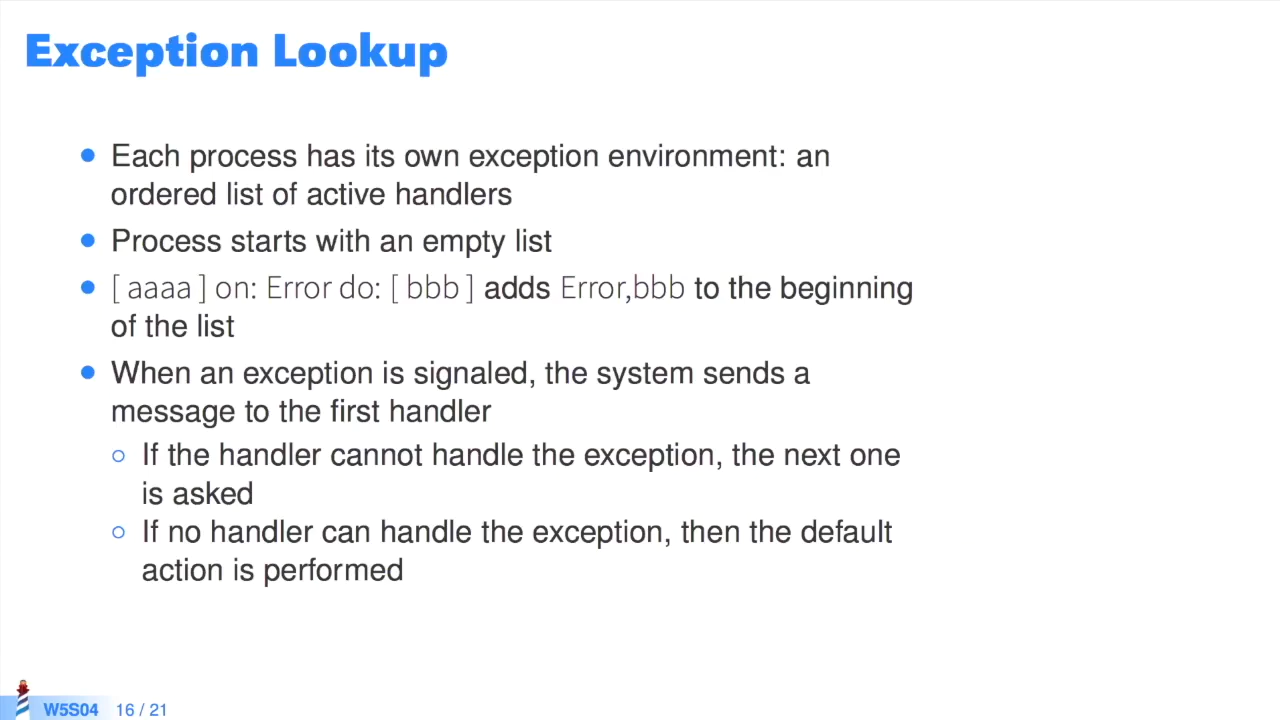 Exception Lookup
Each process has its own exception environment: an
ordered list of active handlers
Process starts with an empty list
[ aaaa ] on: Error do: [ bbb ] adds Error,bbb to the beginning
of the list
When an exception is signaled, the system sends a
message to the first handler
If the handler cannot handle the exception, the next one
is asked
If no handler can handle the exception, then the default
action is performed
W5S04 16 / 21